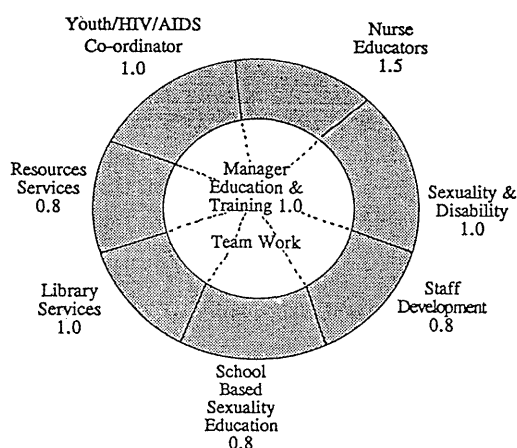 Youth/HIV/AIDS
Co-ordinator
1.0
Nurse
Educators
1.5
Resources
Services
0.8
Manager
Education &
Training 1.0
Team Work
Sexuality &
Disability
1.0
Library
Services
1.0
Staff
Development
0.8
School
Based
Sexuality
Education
0.8